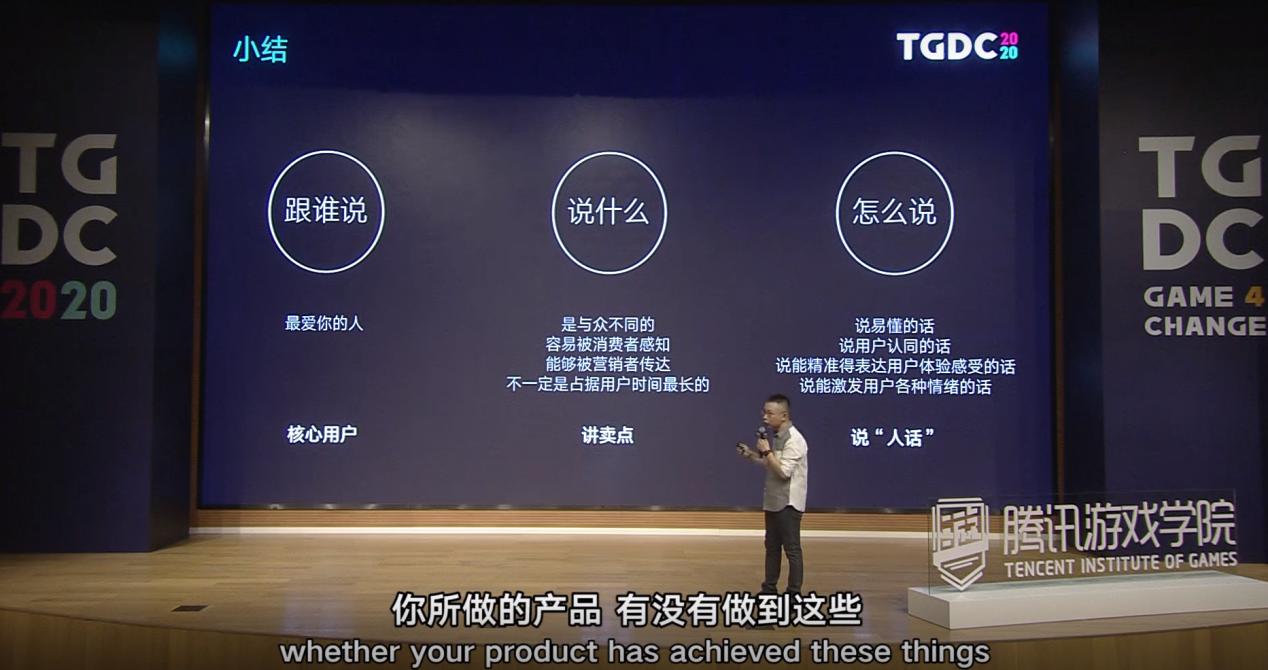 小结
TGDC 2020
TG
DC
2020
跟谁说
说什么
怎么说
最爱你的人
是与众不同的
容易被消费者感知
能够被营销者传达
不一定是占据用户时间最长的
说易懂的话
说用户认同的话
说能精准得表达用户体验感受的话
说能激发用户各种情绪的话
核心用户
讲卖点
说“人话”
TG
DC
GAME 4
CHANGE
腾讯游戏学院
TENCENT INSTITUTE OF GAMES
你所做的产品 有没有做到这些
whether your product has achieved these things